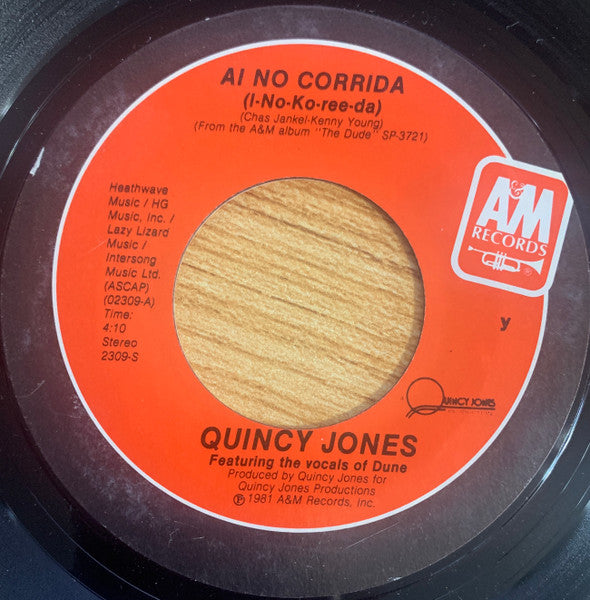 AI NO CORRIDA
(I-No-Ko-ree-da)
(Chas Jankel-Kenny Young)
(From the A&M album "The Dude" SP-3721)
Heathwave
Music / HG
Music, Inc. /
Lazy Lizard
Music /
Intersong
Music Ltd.
(ASCAP)
(02309-A)
Time:
4:10
Stereo
2309-S
A&M
RECORDS
y
QUINCY JONES
QUINCY JONES
Featuring the vocals of Dune
Produced by Quincy Jones for
Quincy Jones Productions
℗ 1981 A&M Records, Inc.